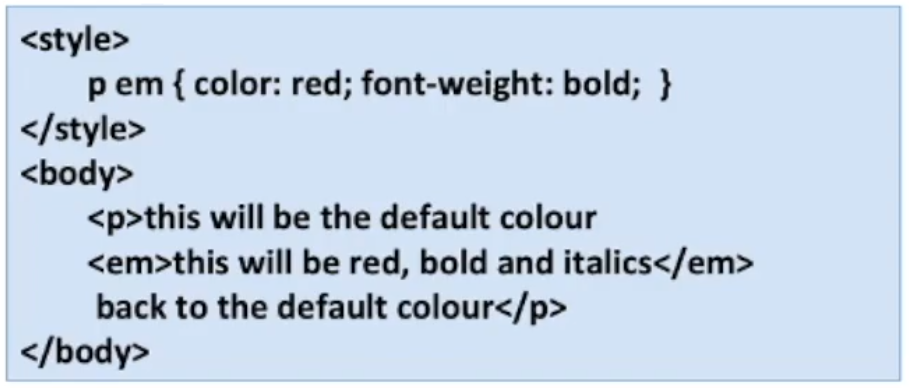 <style>
p em { color: red; font-weight: bold;  }
</style>
<body>
<p>this will be the default colour
<em>this will be red, bold and italics</em>
back to the default colour</p>
</body>